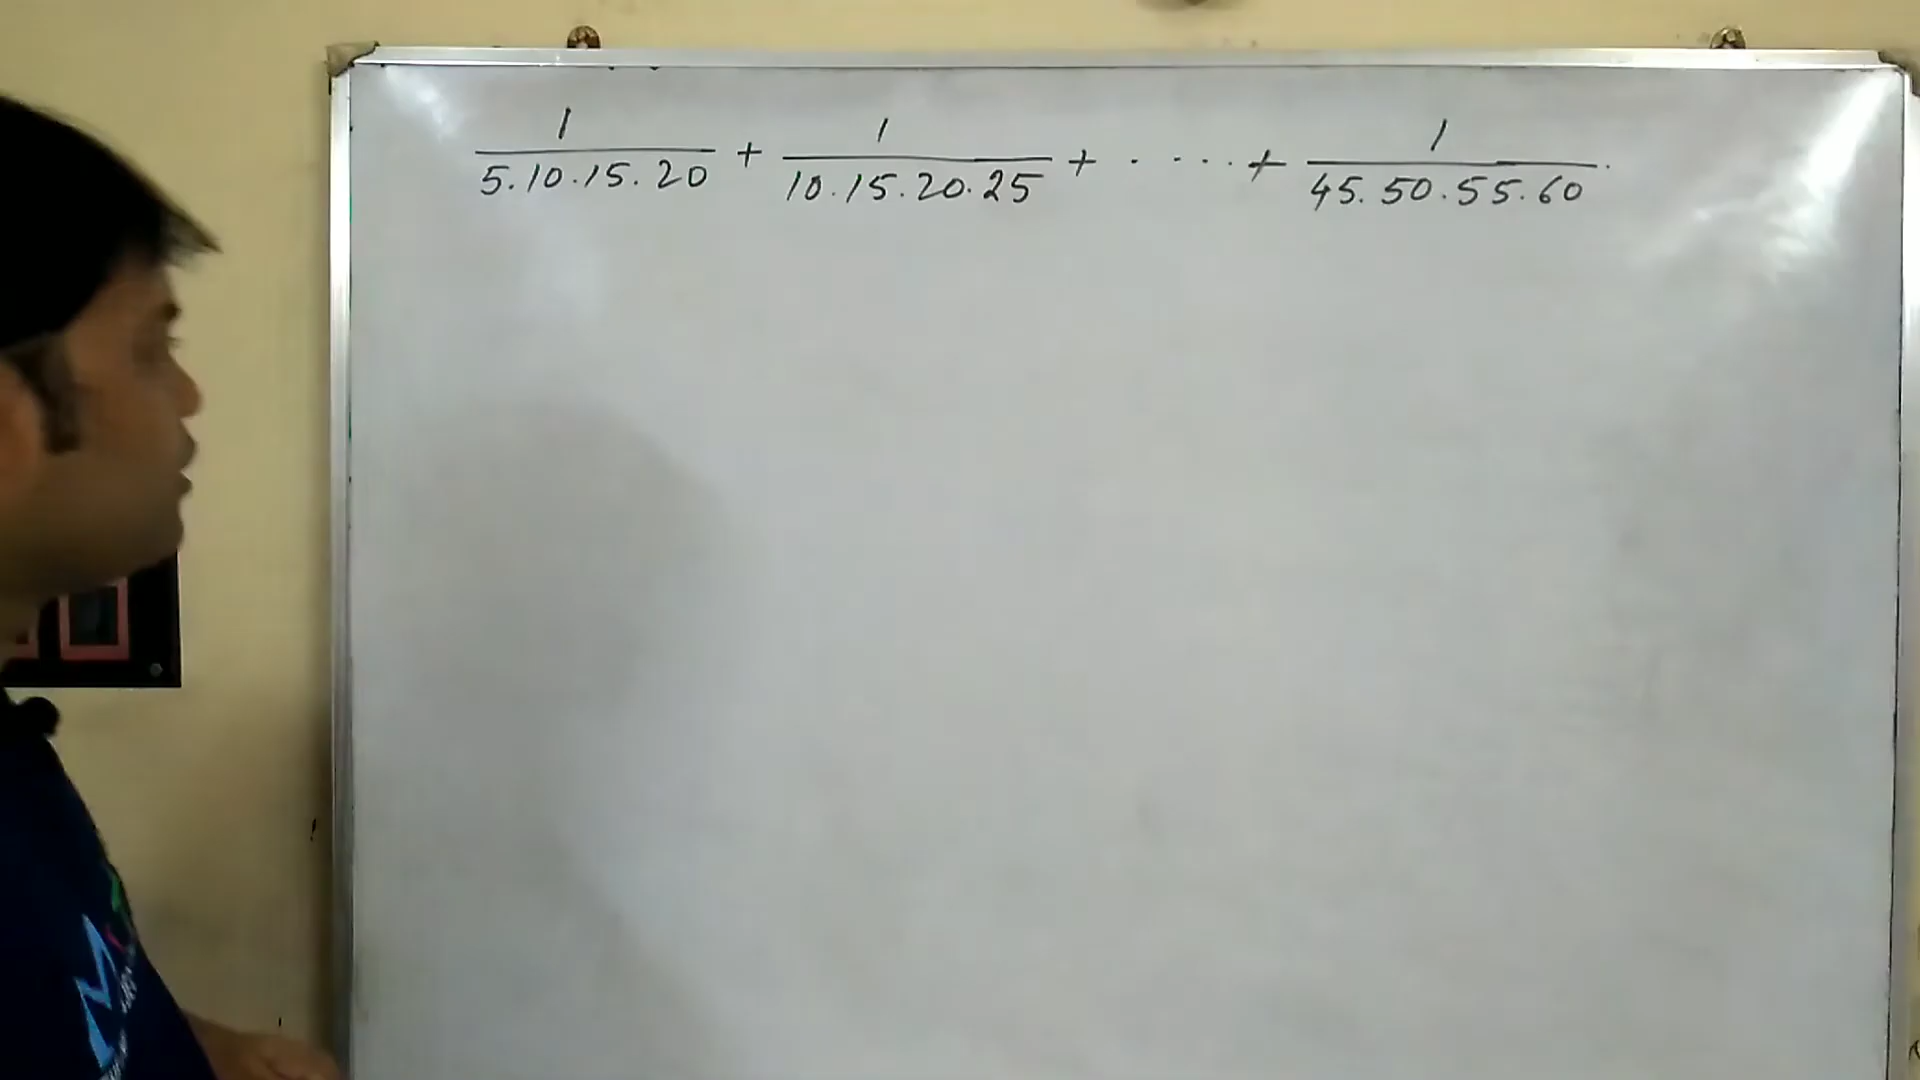 1/5.10.15.20 + 1/10.15.20.25 + . .... + 1/45.50.55.60.